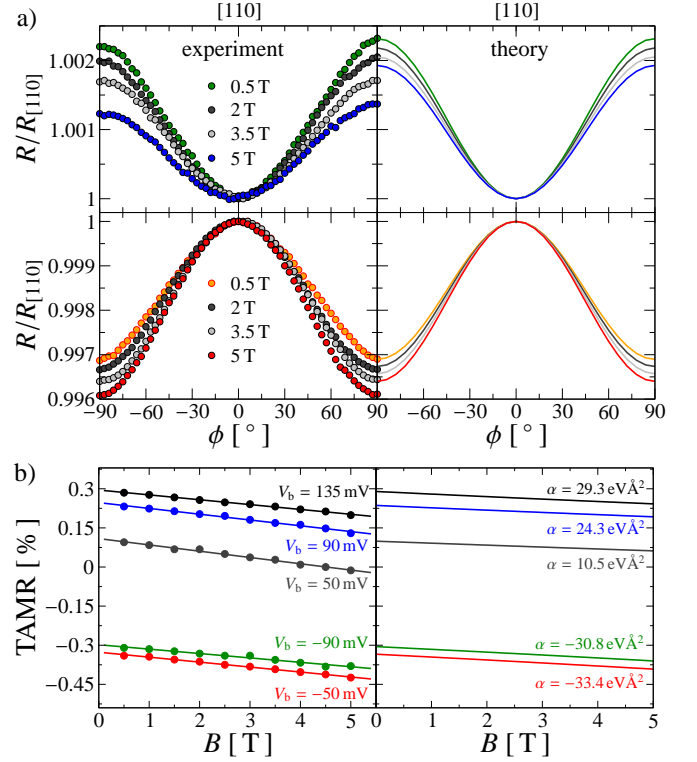 a)
[110] [110]
experiment theory
R/R[110]
1.002
1.001
1
0.5 T
2 T
3.5 T
5 T
R/R[110]
1
0.999
0.998
0.997
0.996
0.5 T
2 T
3.5 T
5 T
−90 −60 −30 0 30 60 90 −60 −30 0 30 60 90
ϕ [ ° ] ϕ [ ° ]
b)
TAMR [ % ]
0.3
0.15
0
−0.15
−0.3
−0.45
Vb = 135 mV
Vb = 90 mV
Vb = 50 mV
Vb = −90 mV
Vb = −50 mV
α = 29.3 eVÅ²
α = 24.3 eVÅ²
α = 10.5 eVÅ²
α = −30.8 eVÅ²
α = −33.4 eVÅ²
0 1 2 3 4 5 0 1 2 3 4 5
B [ T ] B [ T ]